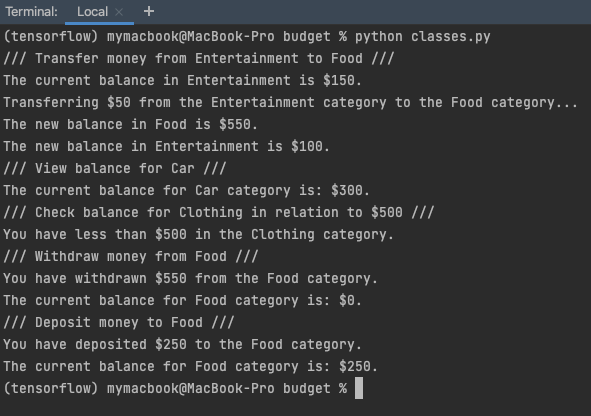 Terminal: Local × +
(tensorflow) mymacbook@MacBook-Pro budget % python classes.py
/// Transfer money from Entertainment to Food ///
The current balance in Entertainment is $150.
Transferring $50 from the Entertainment category to the Food category...
The new balance in Food is $550.
The new balance in Entertainment is $100.
/// View balance for Car ///
The current balance for Car category is: $300.
/// Check balance for Clothing in relation to $500 ///
You have less than $500 in the Clothing category.
/// Withdraw money from Food ///
You have withdrawn $550 from the Food category.
The current balance for Food category is: $0.
/// Deposit money to Food ///
You have deposited $250 to the Food category.
The current balance for Food category is: $250.
(tensorflow) mymacbook@MacBook-Pro budget %